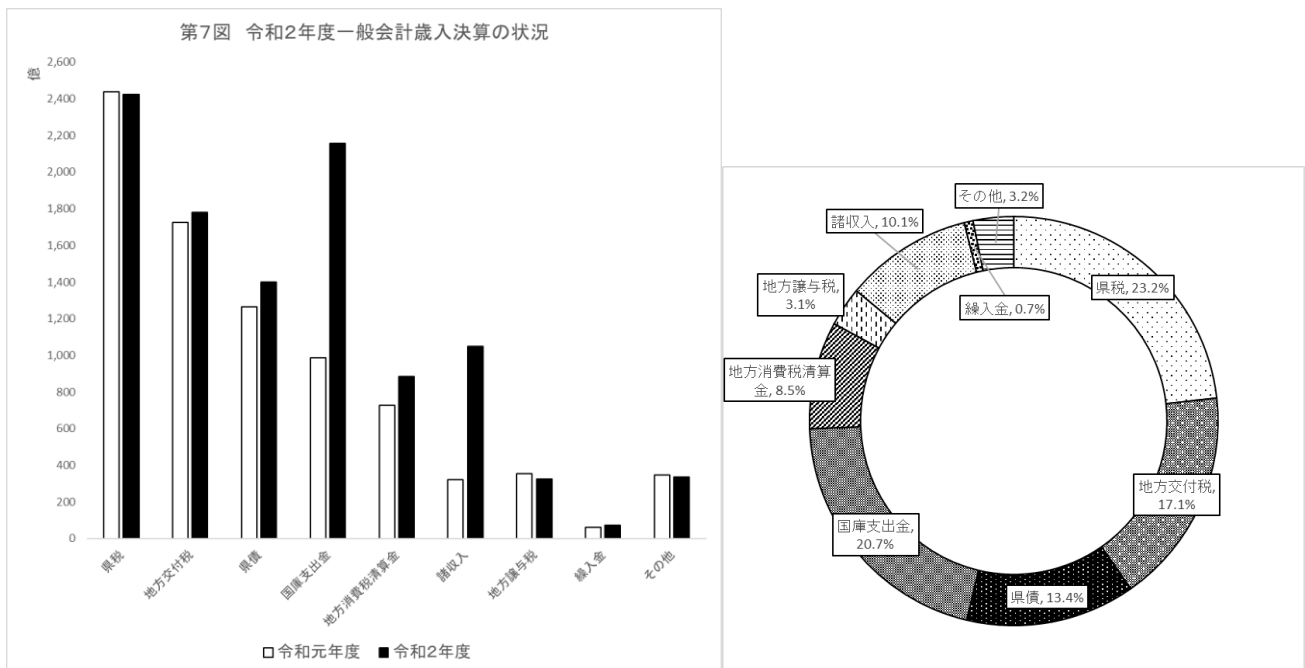 第7図 令和2年度一般会計歳入決算の状況
億
2,600
2,400
2,200
2,000
1,800
1,600
1,400
1,200
1,000
800
600
400
200
0
県税
地方交付税
県債
国庫支出金
地方消費税清算金
諸収入
地方譲与税
繰入金
その他
令和元年度
令和2年度
その他, 3.2%
諸収入, 10.1%
県税, 23.2%
地方譲与税,
3.1%
繰入金, 0.7%
地方消費税清算
金, 8.5%
地方交付税,
17.1%
国庫支出金,
20.7%
県債, 13.4%